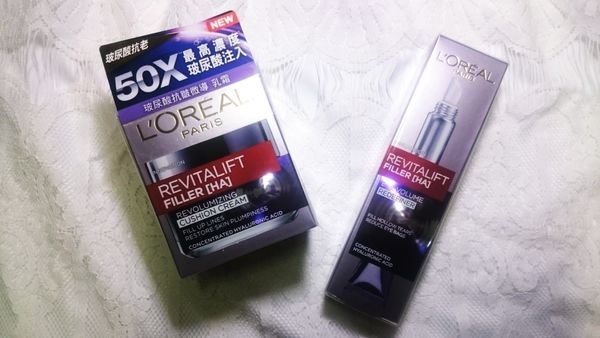 NEW
玻尿酸抗老
50X
最高濃度
玻尿酸注入
玻尿酸抗皺微導 乳霜
L'ORÉAL
PARIS
REVITALIFT
FILLER [HA]
REVOLUMIZING
CUSHION CREAM
FILL UP LINES
RESTORE SKIN PLUMPINESS
CONCENTRATED HYALURONIC ACID
L'ORÉAL
PARIS
REVITALIFT
FILLER [HA]
VOLUME
REDEFINER
FILL HOLLOW TEARS
REDUCE EYE BAGS
CONCENTRATED
HYALURONIC ACID